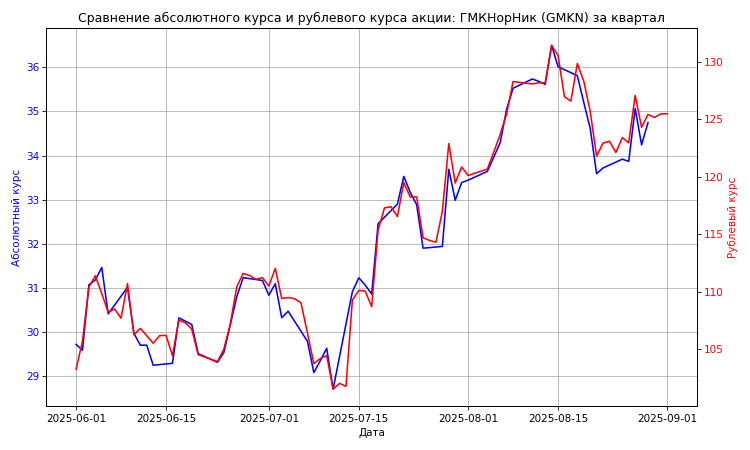 Сравнение абсолютного курса и рублевого курса акции: ГМКНорНик (GMKN) за квартал
Абсолютный курс
36
35
34
33
32
31
30
29
130
125
120
115
110
105
Рублевый курс
2025-06-01 2025-06-15 2025-07-01 2025-07-15 2025-08-01 2025-08-15 2025-09-01
Дата